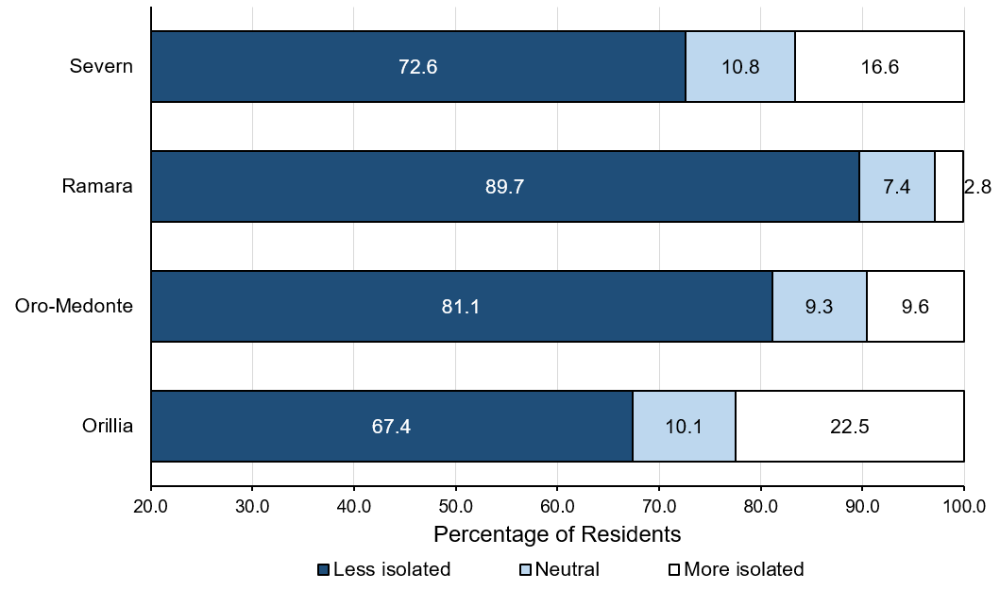 Severn 72.6 10.8 16.6
Ramara 89.7 7.4 2.8
Oro-Medonte 81.1 9.3 9.6
Orillia 67.4 10.1 22.5
20.0 30.0 40.0 50.0 60.0 70.0 80.0 90.0 100.0
Percentage of Residents
Less isolated Neutral More isolated